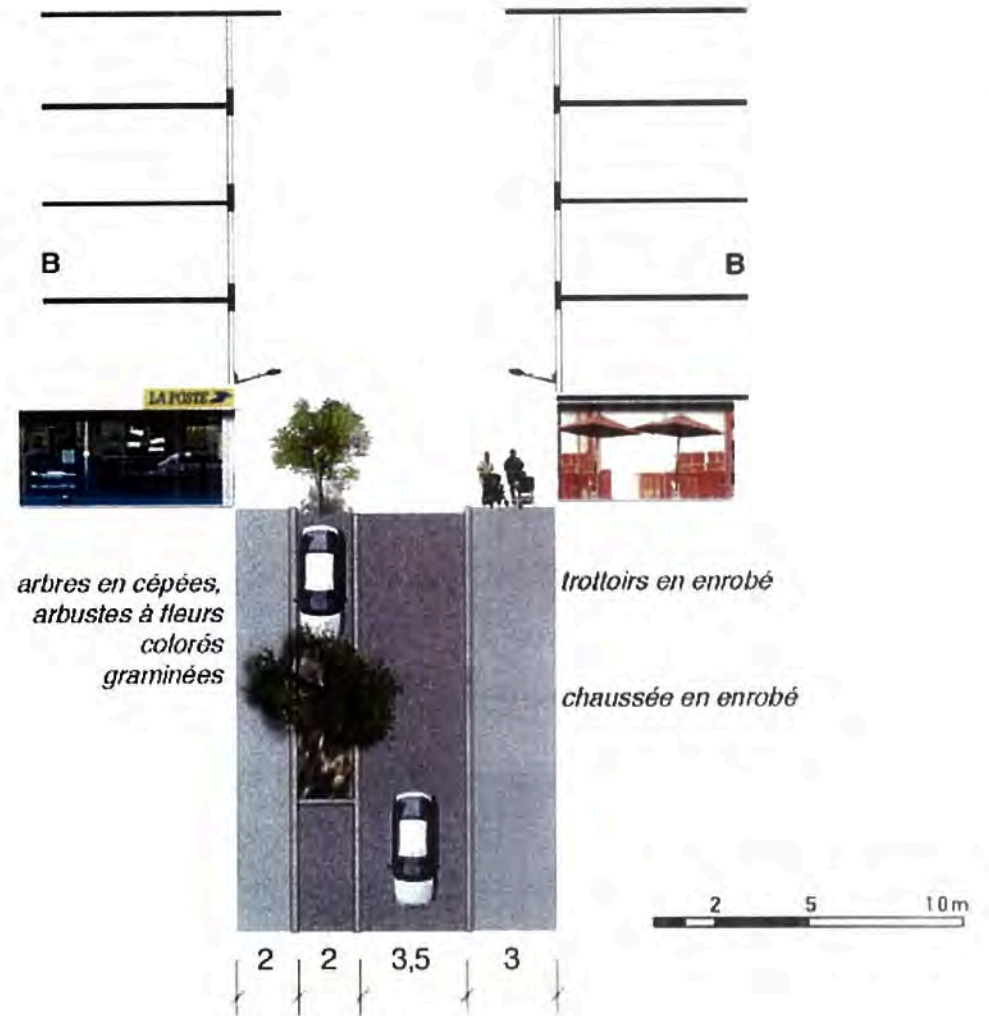 B
B
LA POSTE
arbres en cépées,
arbustes à fleurs
colorés
graminées
trottoirs en enrobé
chaussée en enrobé
2 5 10m
2 2 3,5 3